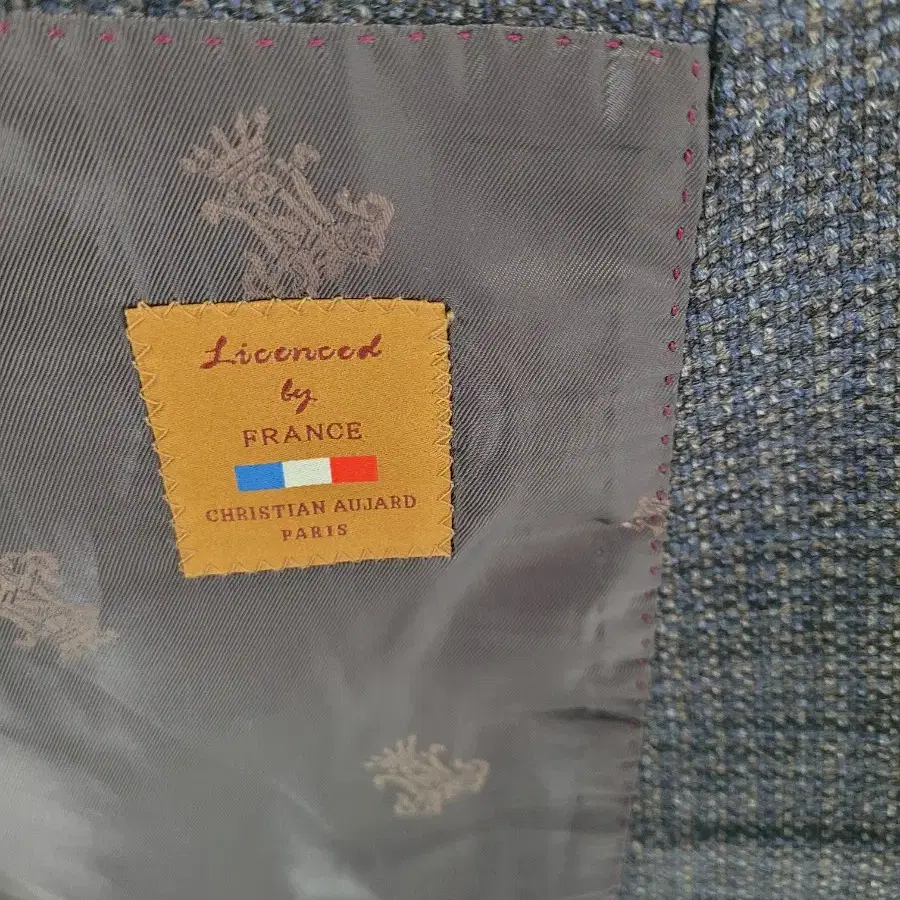 Licenced
by
FRANCE
CHRISTIAN AUJARD
PARIS